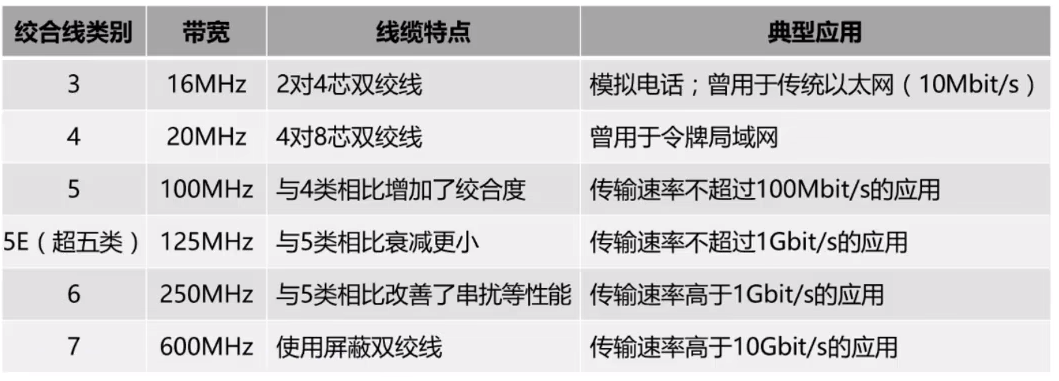 绞合线类别 带宽 线缆特点 典型应用
3 16MHz 2对4芯双绞线 模拟电话；曾用于传统以太网（10Mbit/s）
4 20MHz 4对8芯双绞线 曾用于令牌局域网
5 100MHz 与4类相比增加了绞合度 传输速率不超过100Mbit/s的应用
5E（超五类） 125MHz 与5类相比衰减更小 传输速率不超过1Gbit/s的应用
6 250MHz 与5类相比改善了串扰等性能 传输速率高于1Gbit/s的应用
7 600MHz 使用屏蔽双绞线 传输速率高于10Gbit/s的应用